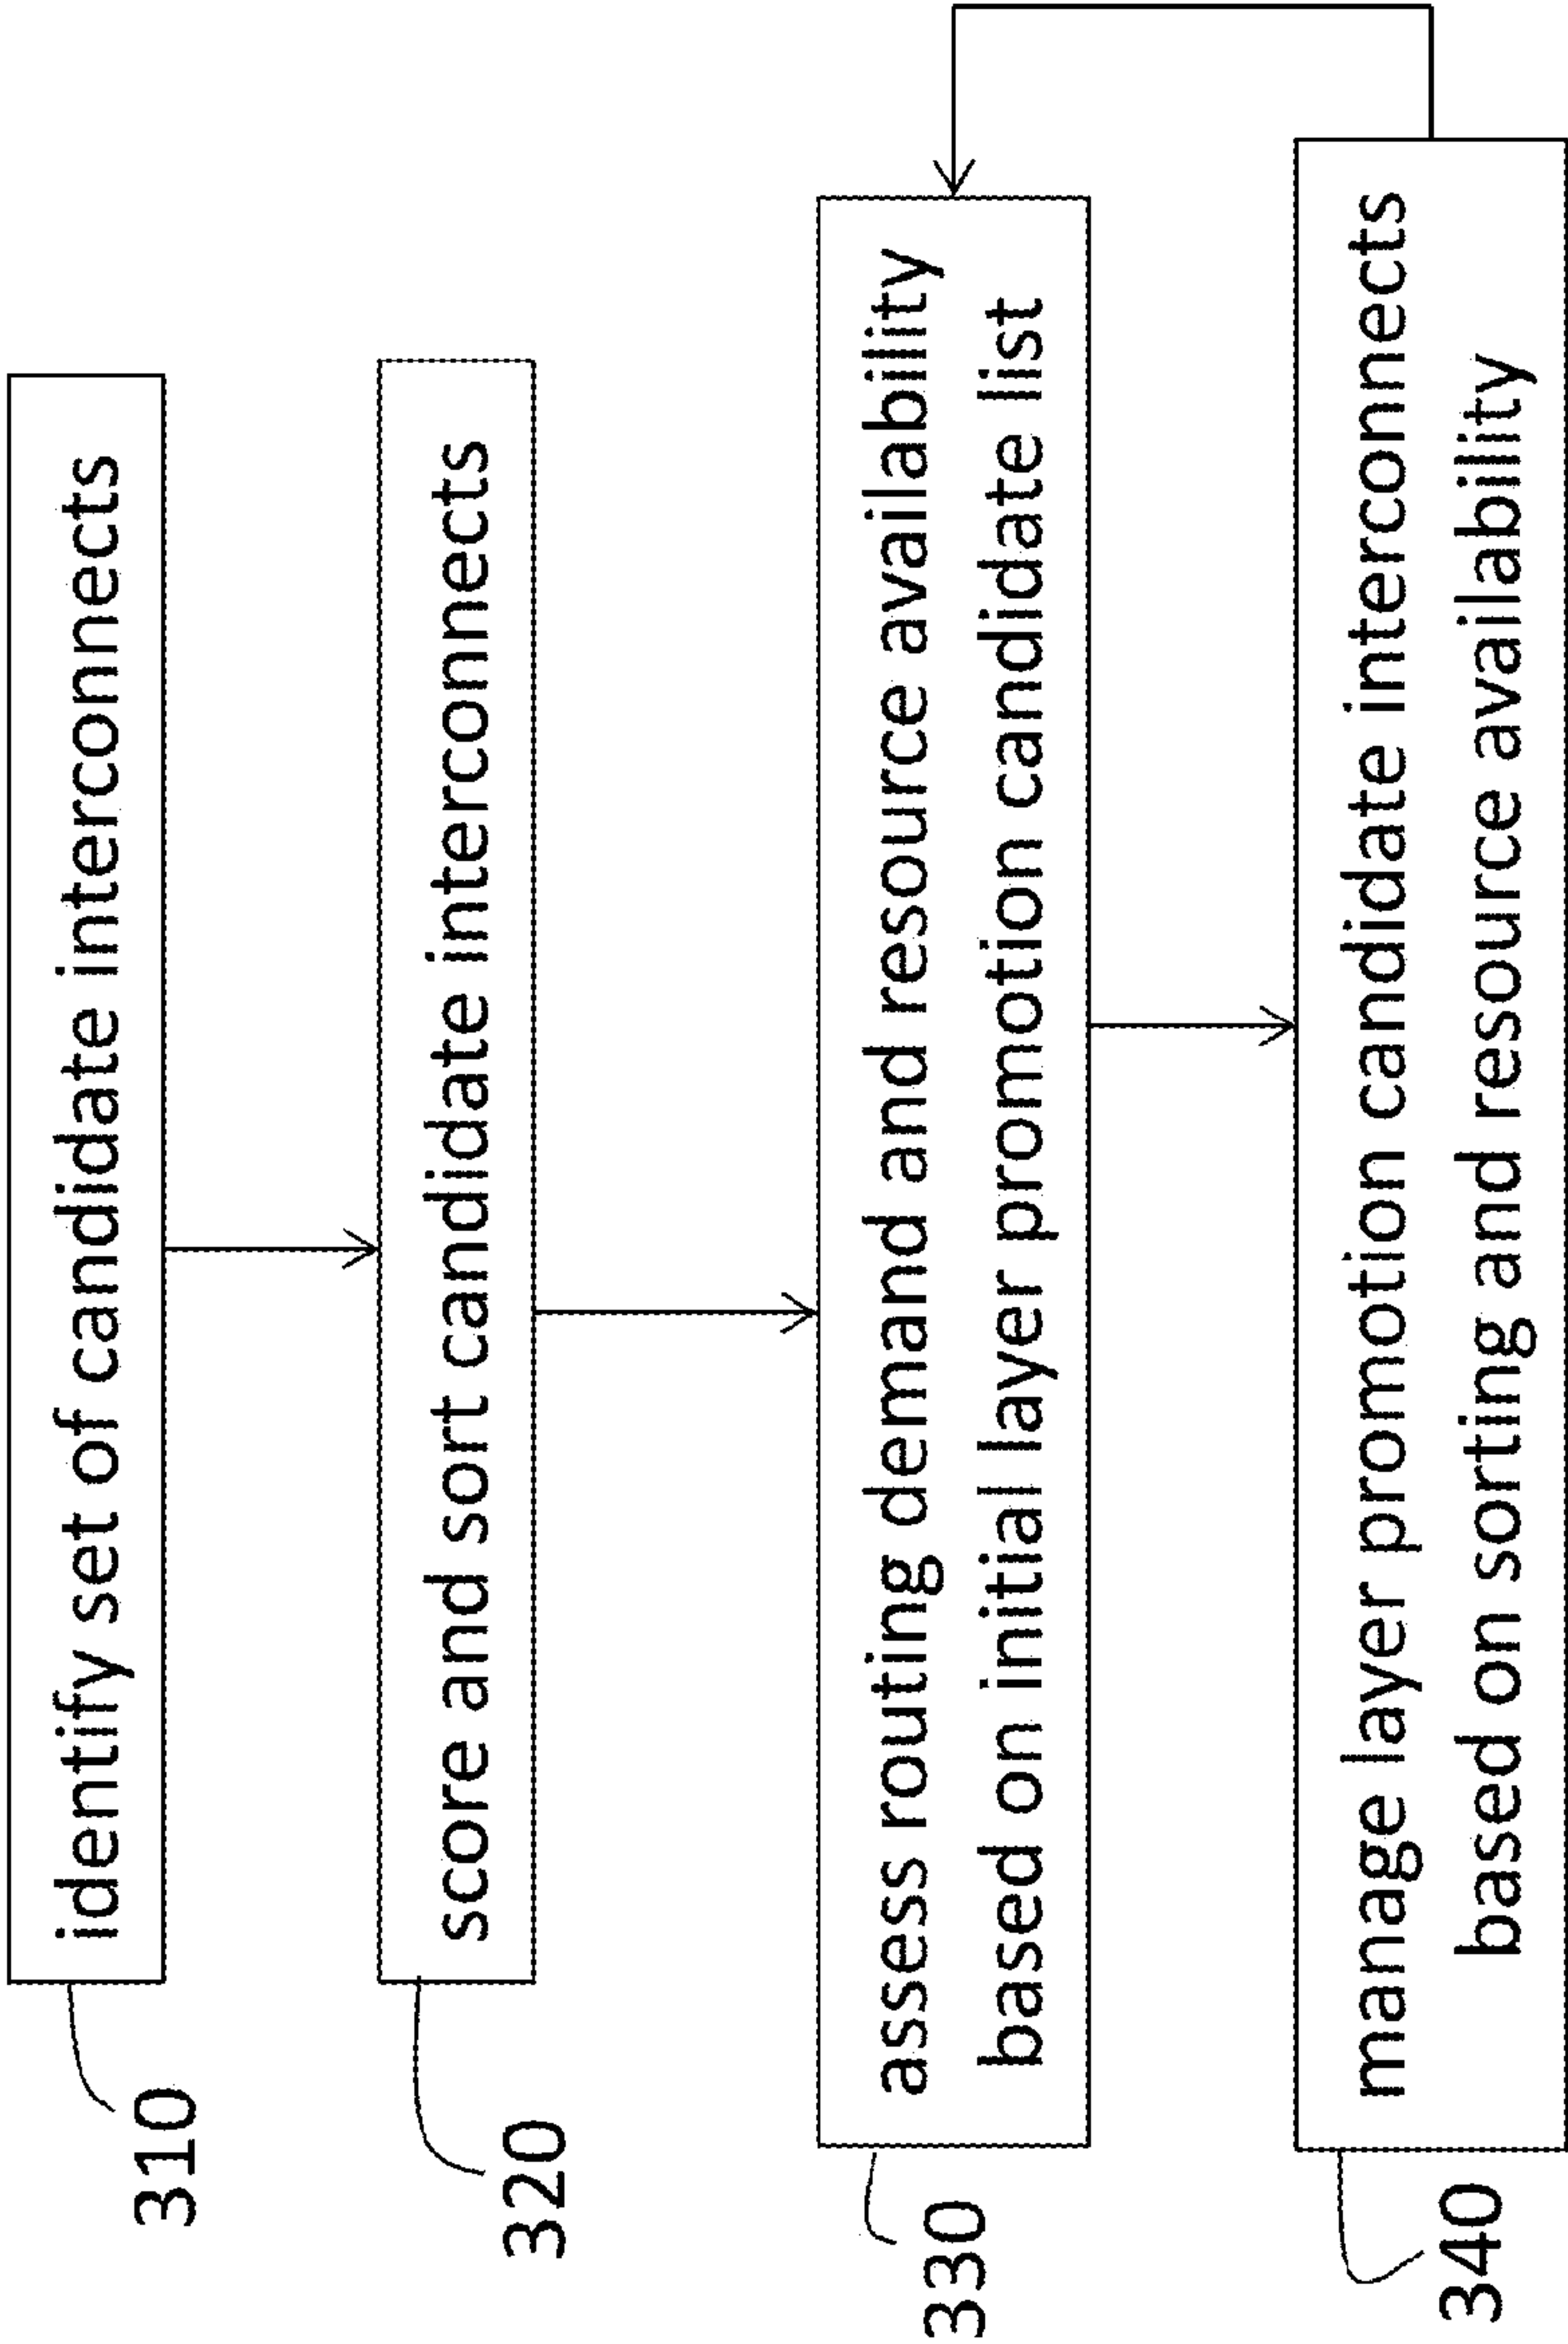 310
identify set of candidate interconnects
320
score and sort candidate interconnects
330
assess routing demand and resource availability
based on initial layer promotion candidate list
340
manage layer promotion candidate interconnects
based on sorting and resource availability